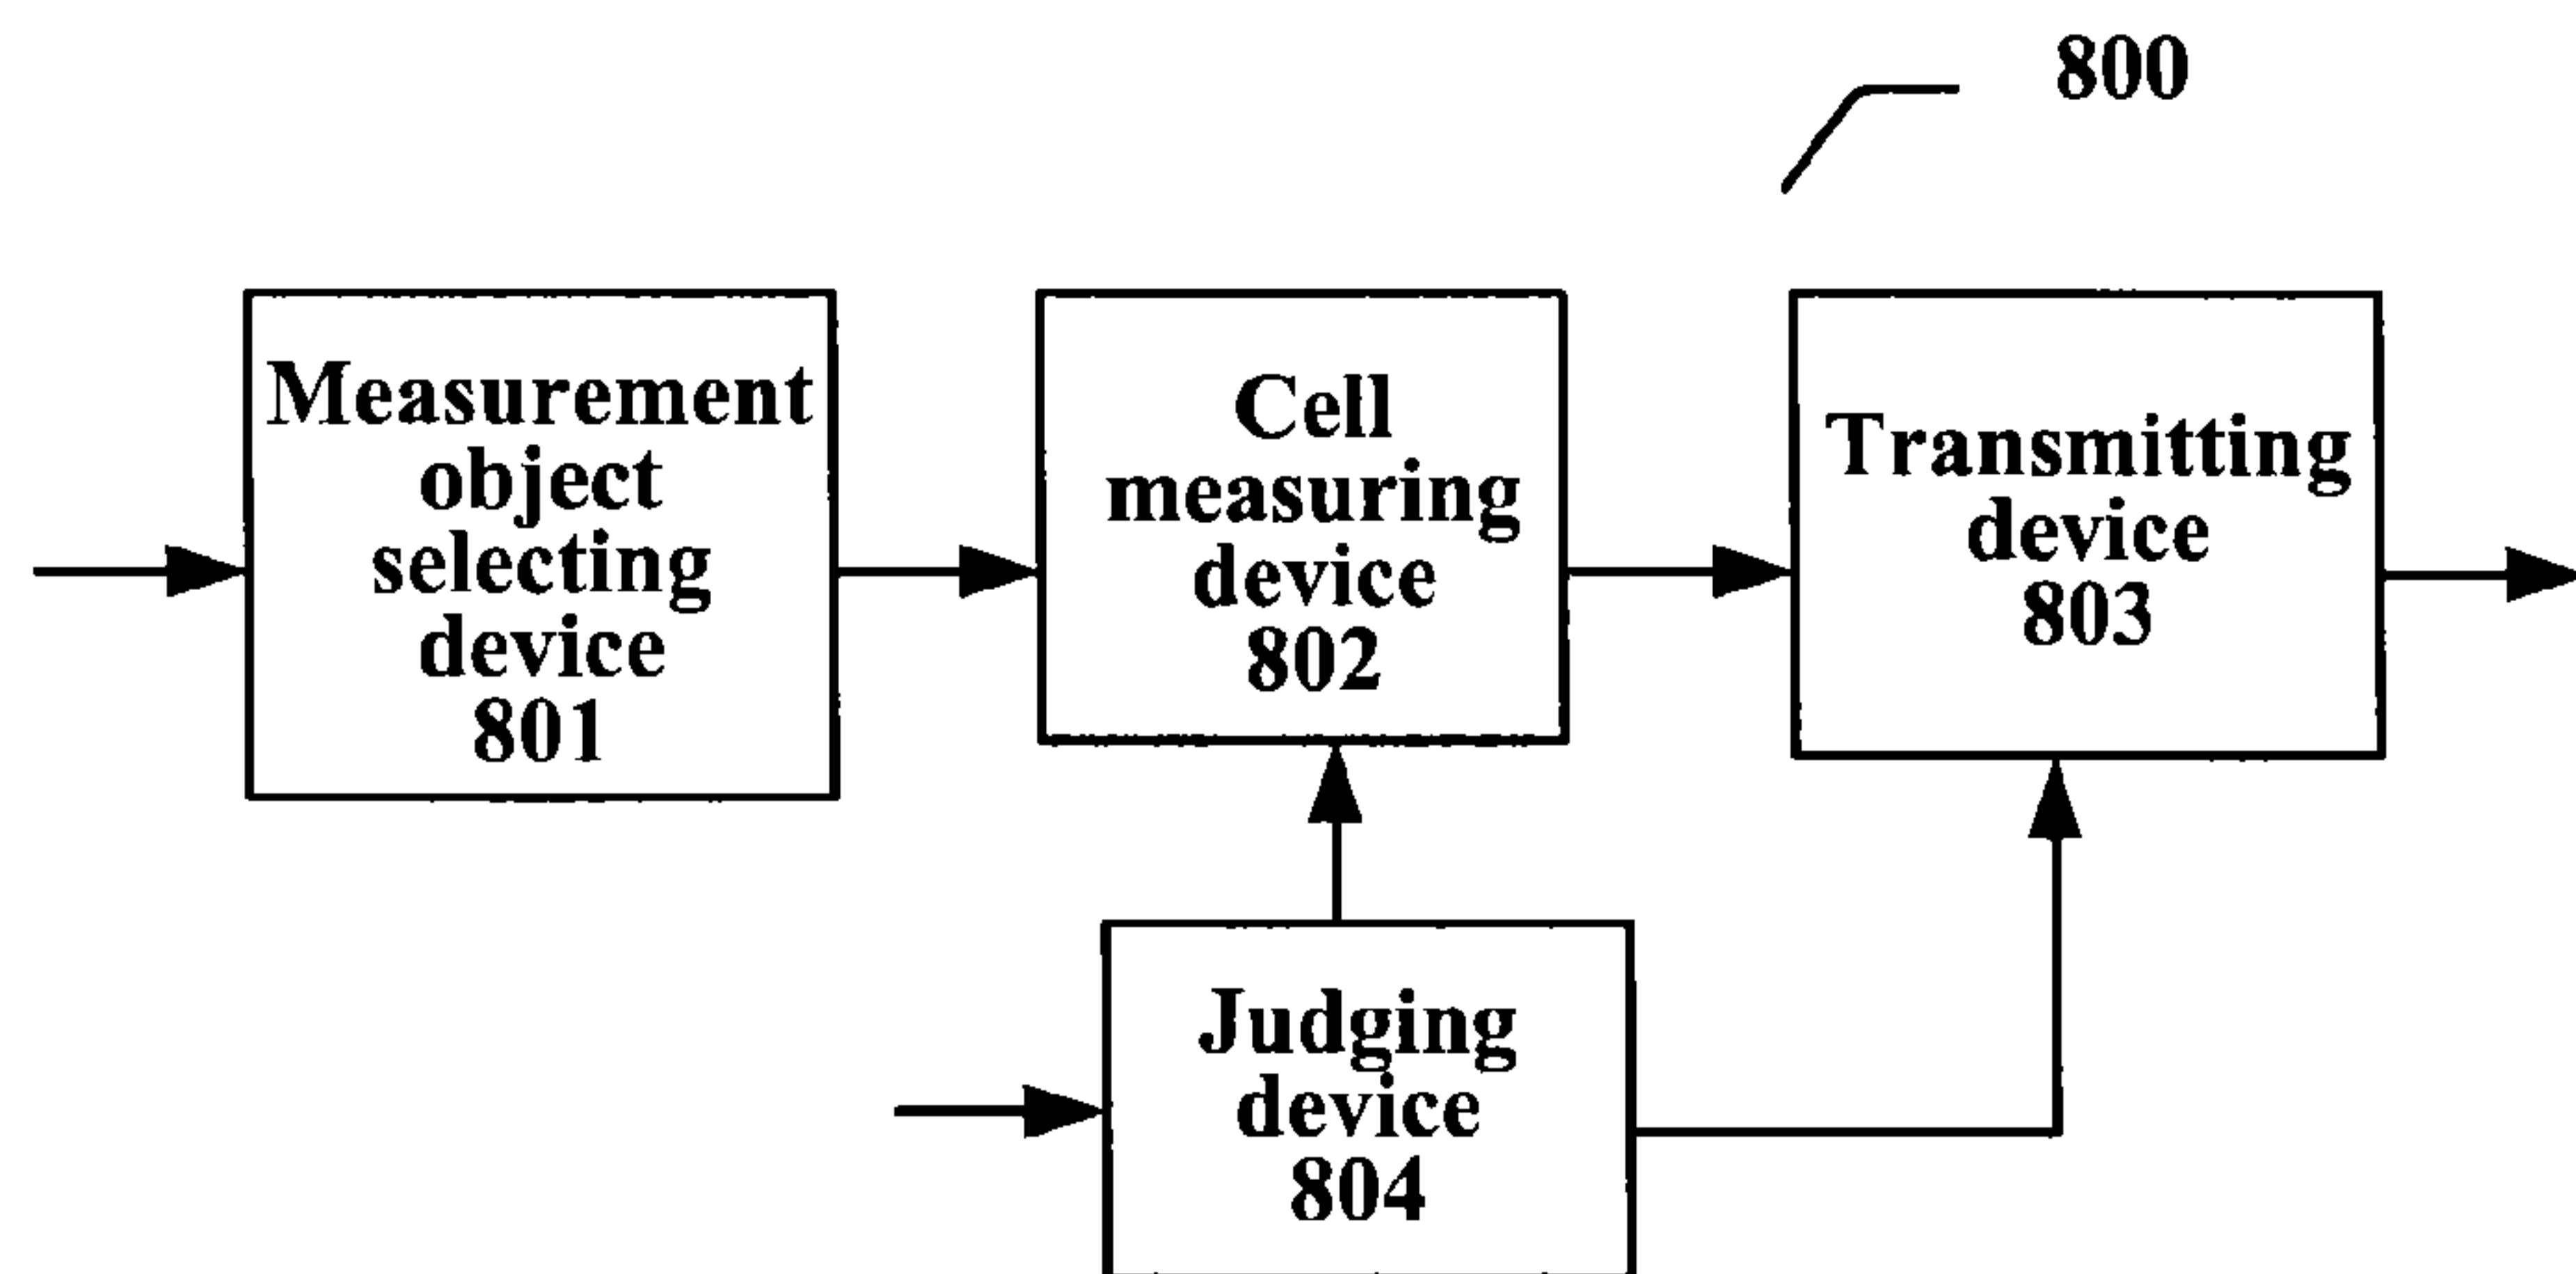 800
Measurement
object
selecting
device
801
Cell
measuring
device
802
Transmitting
device
803
Judging
device
804